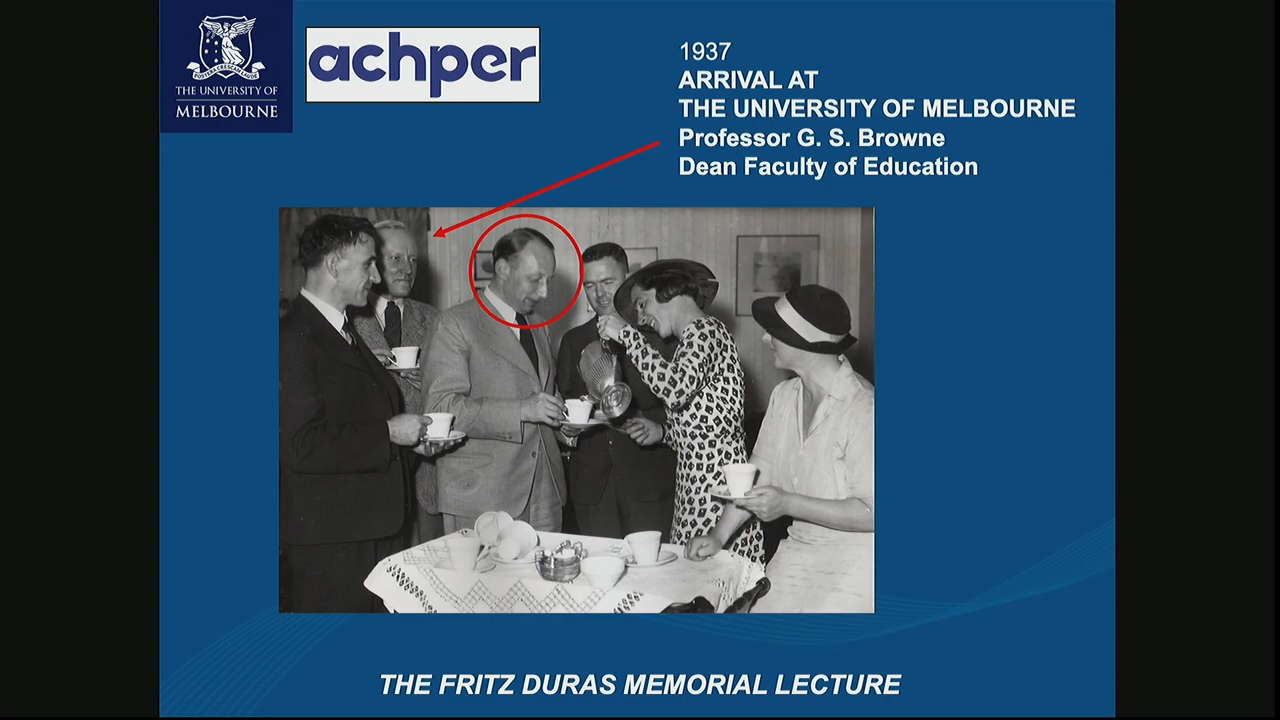 THE UNIVERSITY OF
MELBOURNE
achper
1937
ARRIVAL AT
THE UNIVERSITY OF MELBOURNE
Professor G. S. Browne
Dean Faculty of Education
THE FRITZ DURAS MEMORIAL LECTURE